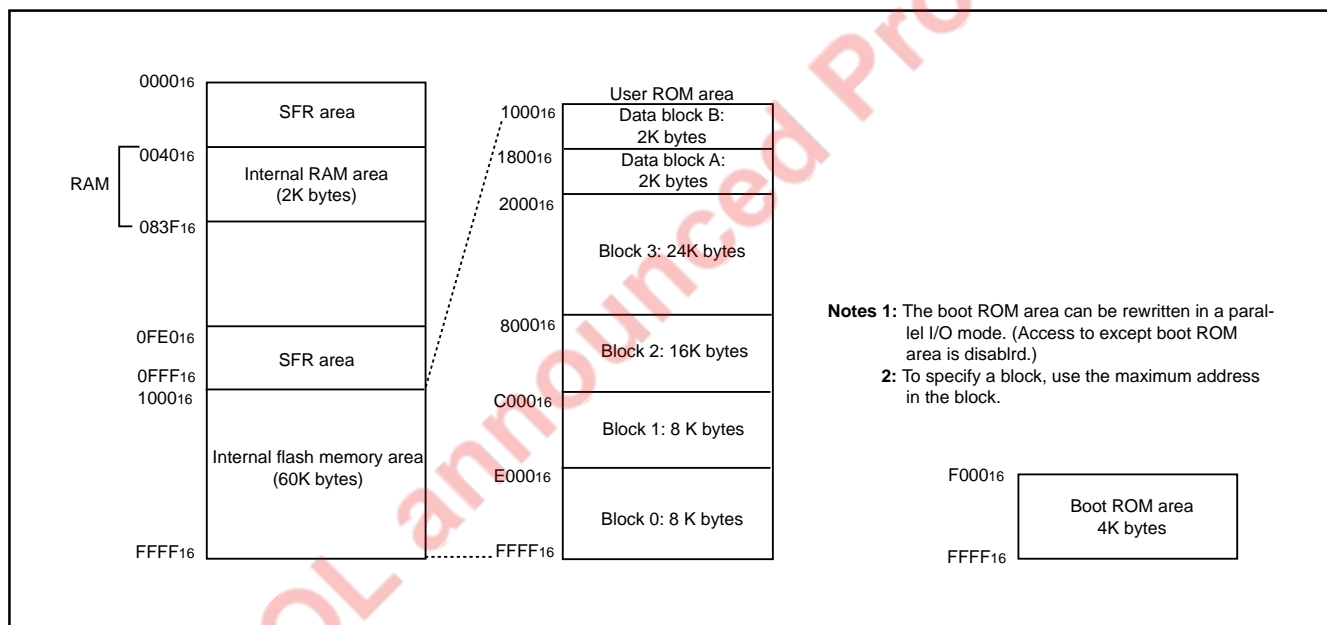 000016
SFR area
004016
RAM
Internal RAM area
(2K bytes)
083F16
0FE016
SFR area
0FFF16
100016
Internal flash memory area
(60K bytes)
FFFF16
User ROM area
100016
Data block B:
2K bytes
180016
Data block A:
2K bytes
200016
Block 3: 24K bytes
800016
Block 2: 16K bytes
C00016
Block 1: 8 K bytes
E00016
Block 0: 8 K bytes
FFFF16
Notes 1: The boot ROM area can be rewritten in a paral-
lel I/O mode. (Access to except boot ROM
area is disablrd.)
2: To specify a block, use the maximum address
in the block.
F00016
Boot ROM area
4K bytes
FFFF16
OL announced Pro